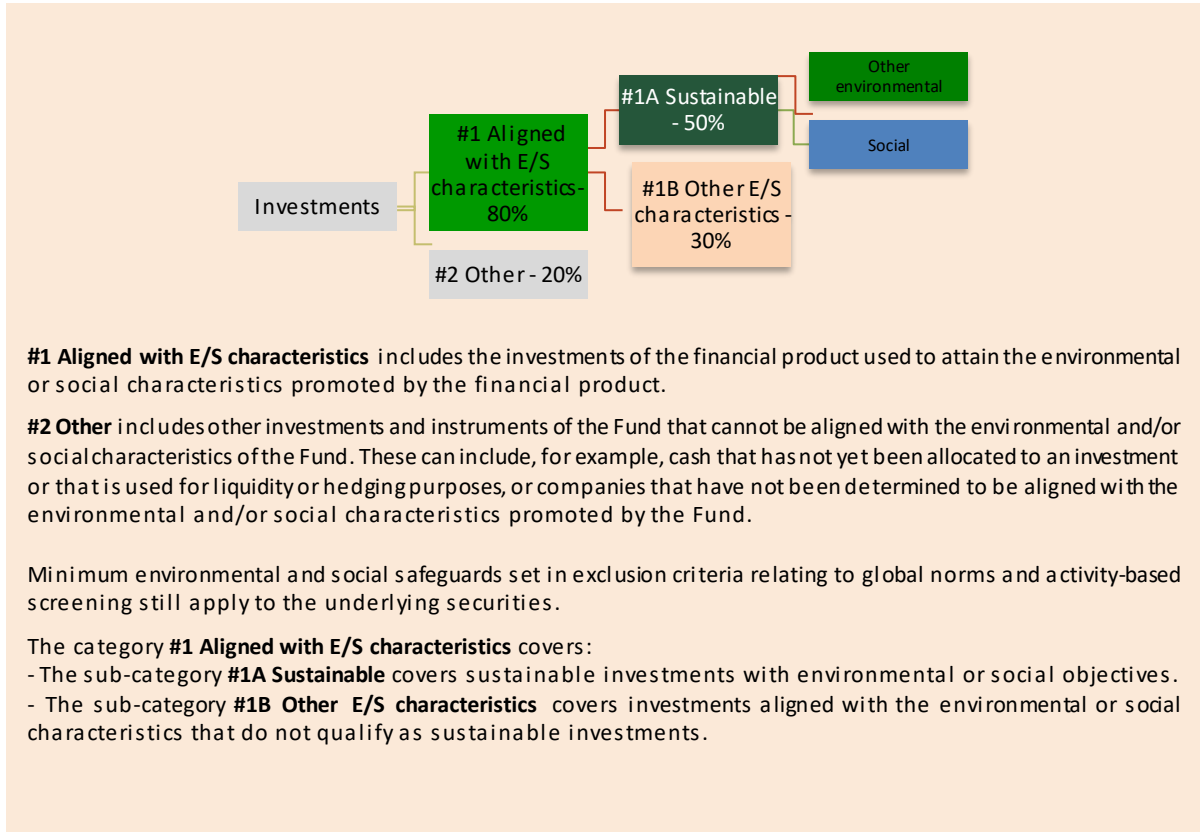 Other
environmental
#1A Sustainable
- 50%
Social
#1 Aligned
with E/S
characteristics-
80%
Investments
#1B Other E/S
characteristics -
30%
#2 Other - 20%
#1 Aligned with E/S characteristics includes the investments of the financial product used to attain the environmental
or social characteristics promoted by the financial product.
#2 Other includes other investments and instruments of the Fund that cannot be aligned with the environmental and/or
social characteristics of the Fund. These can include, for example, cash that has not yet been allocated to an investment
or that is used for liquidity or hedging purposes, or companies that have not been determined to be aligned with the
environmental and/or social characteristics promoted by the Fund.
Minimum environmental and social safeguards set in exclusion criteria relating to global norms and activity-based
screening still apply to the underlying securities.
The category #1 Aligned with E/S characteristics covers:
- The sub-category #1A Sustainable covers sustainable investments with environmental or social objectives.
- The sub-category #1B Other E/S characteristics covers investments aligned with the environmental or social
characteristics that do not qualify as sustainable investments.